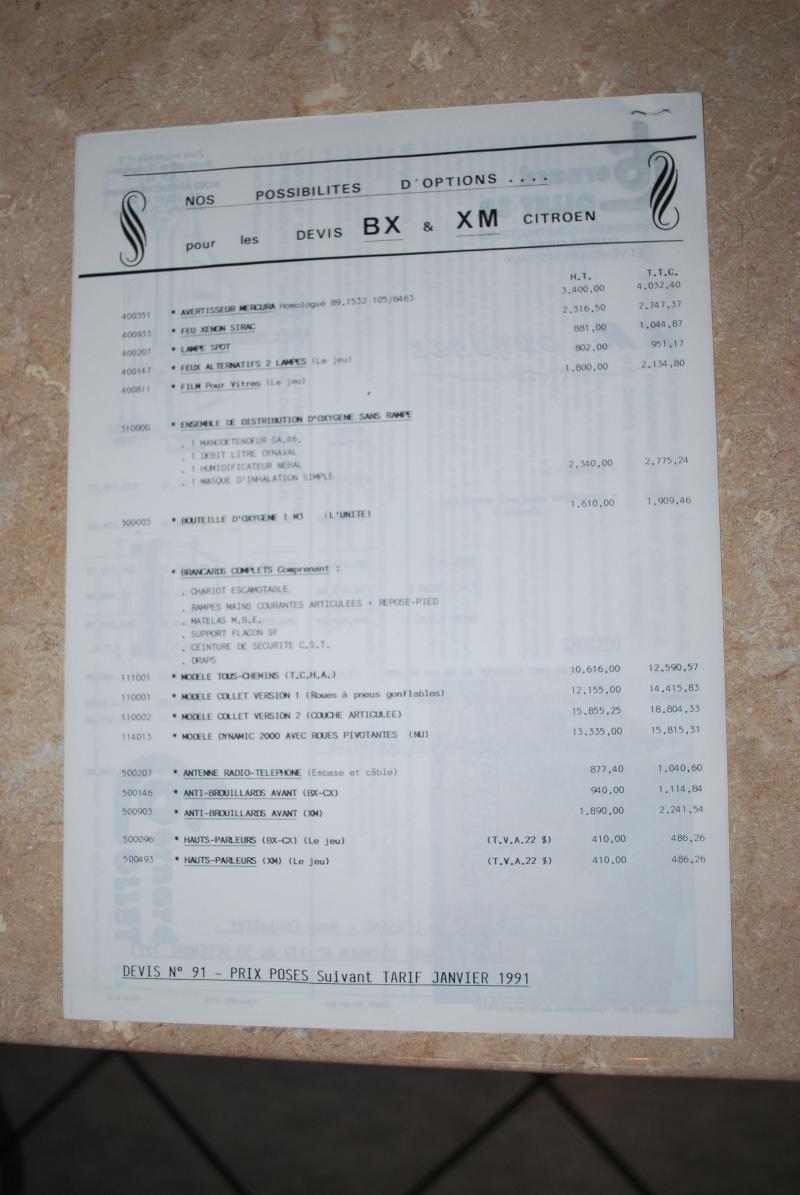 NOS POSSIBILITES D'OPTIONS ....
pour les DEVIS BX & XM CITROEN
H.T. T.T.C.
400351 * AVERTISSEUR MERCURA Homologué 89.1532 105/6463 3.400,00 4.032,40
400933 * FEU XENON SIRAC 2.316,50 2.747,37
400207 * LAMPE SPOT 881,00 1.044,87
400147 * FEUX ALTERNATIFS 2 LAMPES (Le jeu) 802,00 951,17
400811 * FILM Pour Vitres (Le jeu) 1.800,00 2.134,80
310000 * ENSEMBLE DE DISTRIBUTION D'OXYGENE SANS RAMPE
. 1 MANODETENDEUR GA.46.
. 1 DEBIT LITRE DYNAVAL
. 1 HUMIDIFICATEUR NEBAL
. 1 MASQUE D'INHALATION SIMPLE 2.340,00 2.775,24
300003 * BOUTEILLE D'OXYGENE 1 M3 (L'UNITE) 1.610,00 1.909,46
* BRANCARDS COMPLETS Comprenant :
. CHARIOT ESCAMOTABLE
. RAMPES MAINS COURANTES ARTICULEES + REPOSE-PIED
. MATELAS M.B.E.
. SUPPORT FLACON SF
. CEINTURE DE SECURITE C.S.T.
. DRAPS
111001 * MODELE TOUS-CHEMINS (T.C.H.A.) 10.616,00 12.590,57
110001 * MODELE COLLET VERSION 1 (Roues à pneus gonflables) 12.155,00 14.415,83
110002 * MODELE COLLET VERSION 2 (COUCHE ARTICULEE) 15.855,25 18.804,33
114013 * MODELE DYNAMIC 2000 AVEC ROUES PIVOTANTES (NU) 13.335,00 15.815,31
500207 * ANTENNE RADIO-TELEPHONE (Embase et câble) 877,40 1.040,60
500146 * ANTI-BROUILLARDS AVANT (BX-CX) 940,00 1.114,84
500903 * ANTI-BROUILLARDS AVANT (XM) 1.890,00 2.241,54
500096 * HAUTS-PARLEURS (BX-CX) (Le jeu) (T.V.A.22 %) 410,00 486,26
500493 * HAUTS-PARLEURS (XM) (Le jeu) (T.V.A.22 %) 410,00 486,26
DEVIS N° 91 - PRIX POSES Suivant TARIF JANVIER 1991